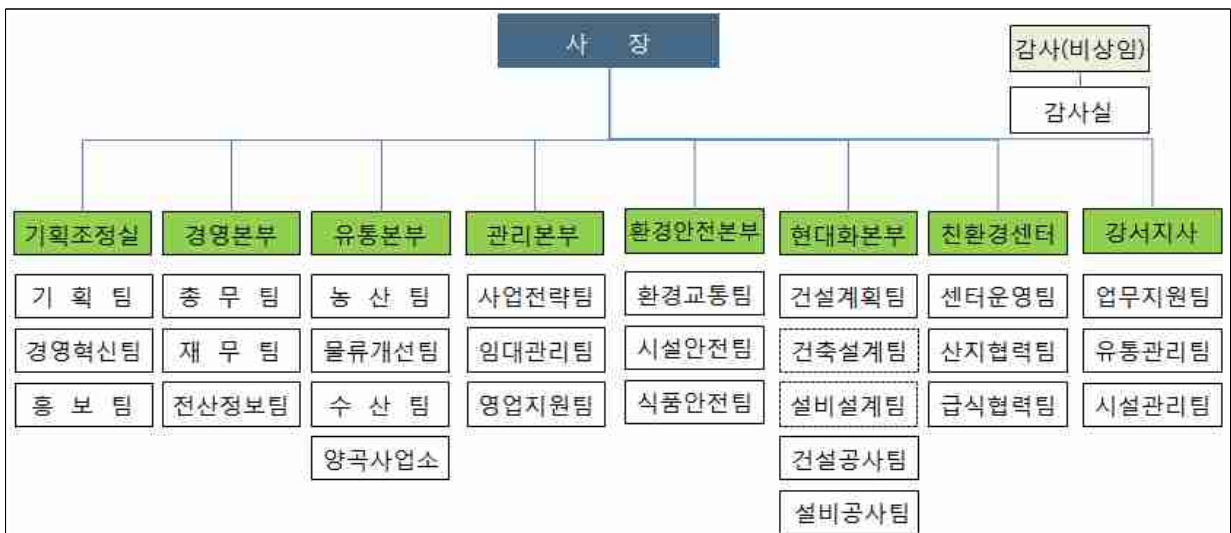 사 장
감사(비상임)
감사실
기획조정실 경영본부 유통본부 관리본부 환경안전본부 현대화본부 친환경센터 강서지사
기 획 팀 총 무 팀 농 산 팀 사업전략팀 환경교통팀 건설계획팀 센터운영팀 업무지원팀
경영혁신팀 재 무 팀 물류개선팀 임대관리팀 시설안전팀 건축설계팀 산지협력팀 유통관리팀
홍 보 팀 전산정보팀 수 산 팀 영업지원팀 식품안전팀 설비설계팀 급식협력팀 시설관리팀
양곡사업소 건설공사팀
설비공사팀